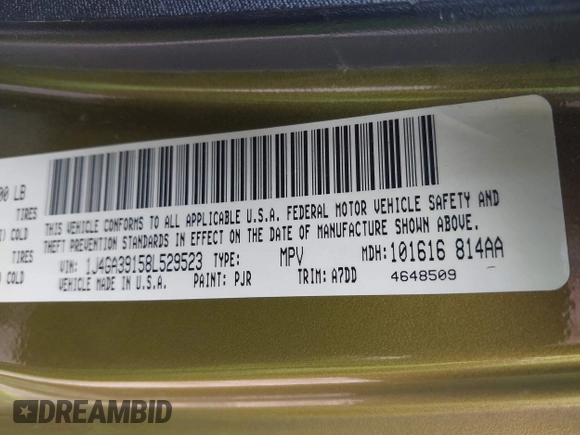 00 LB
TIRES
COLD
TIRES
COLD
THIS VEHICLE CONFORMS TO ALL APPLICABLE U.S.A. FEDERAL MOTOR VEHICLE SAFETY AND
THEFT PREVENTION STANDARDS IN EFFECT ON THE DATE OF MANUFACTURE SHOWN ABOVE.
VIN: 1J4GA39158L529523 TYPE: MPV MDH: 101616 814AA
VEHICLE MADE IN U.S.A. PAINT: PJR TRIM: A7DD 4648509
DREAMBID